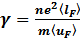 γ = ne²⟨l_F⟩ / m⟨u_F⟩